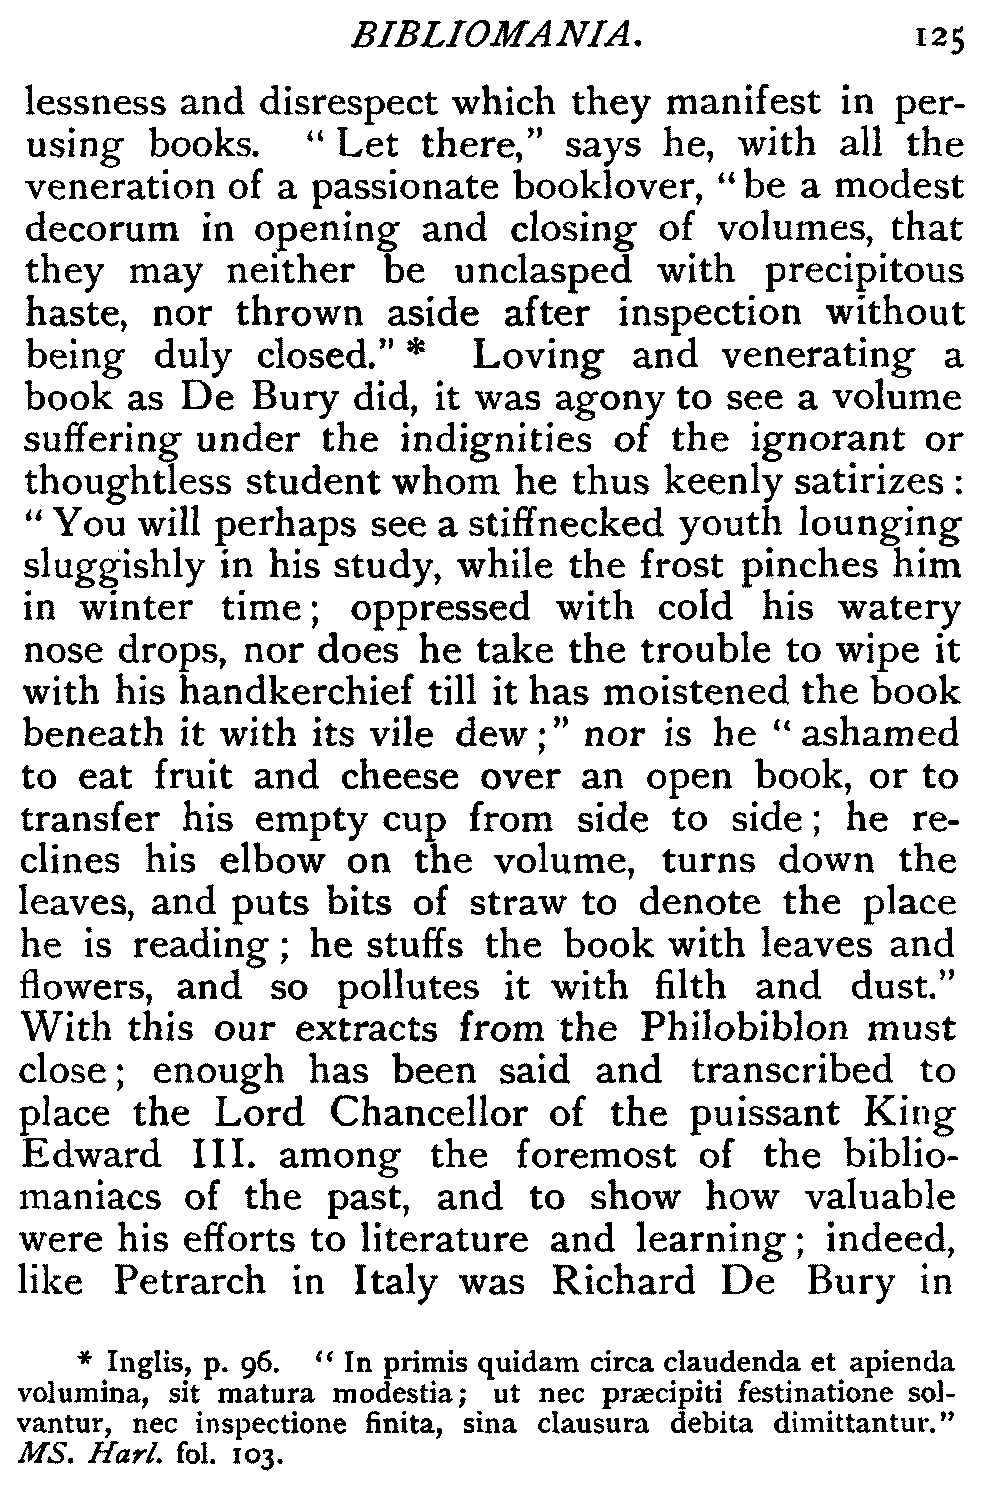 BIBLIOMANIA. 125
lessness and disrespect which they manifest in per-
using books. “ Let there,” says he, with all the
veneration of a passionate booklover, “ be a modest
decorum in opening and closing of volumes, that
they may neither be unclasped with precipitous
haste, nor thrown aside after inspection without
being duly closed.” * Loving and venerating a
book as De Bury did, it was agony to see a volume
suffering under the indignities of the ignorant or
thoughtless student whom he thus keenly satirizes :
“ You will perhaps see a stiffnecked youth lounging
sluggishly in his study, while the frost pinches him
in winter time ; oppressed with cold his watery
nose drops, nor does he take the trouble to wipe it
with his handkerchief till it has moistened the book
beneath it with its vile dew ;” nor is he “ ashamed
to eat fruit and cheese over an open book, or to
transfer his empty cup from side to side ; he re-
clines his elbow on the volume, turns down the
leaves, and puts bits of straw to denote the place
he is reading ; he stuffs the book with leaves and
flowers, and so pollutes it with filth and dust.”
With this our extracts from the Philobiblon must
close ; enough has been said and transcribed to
place the Lord Chancellor of the puissant King
Edward III. among the foremost of the biblio-
maniacs of the past, and to show how valuable
were his efforts to literature and learning ; indeed,
like Petrarch in Italy was Richard De Bury in
* Inglis, p. 96. “ In primis quidam circa claudenda et apienda
volumina, sit matura modestia ; ut nec præcipiti festinatione sol-
vantur, nec inspectione finita, sina clausura debita dimittantur.”
MS. Harl. fol. 103.